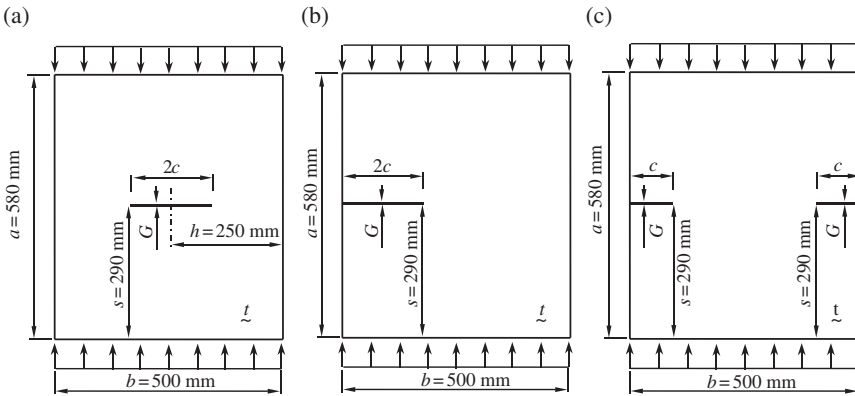 (a)
2c
a = 580 mm
G
h = 250 mm
s = 290 mm
t
b = 500 mm
(b)
2c
a = 580 mm
G
s = 290 mm
t
b = 500 mm
(c)
c
c
a = 580 mm
G
G
s = 290 mm
s = 290 mm
t
b = 500 mm